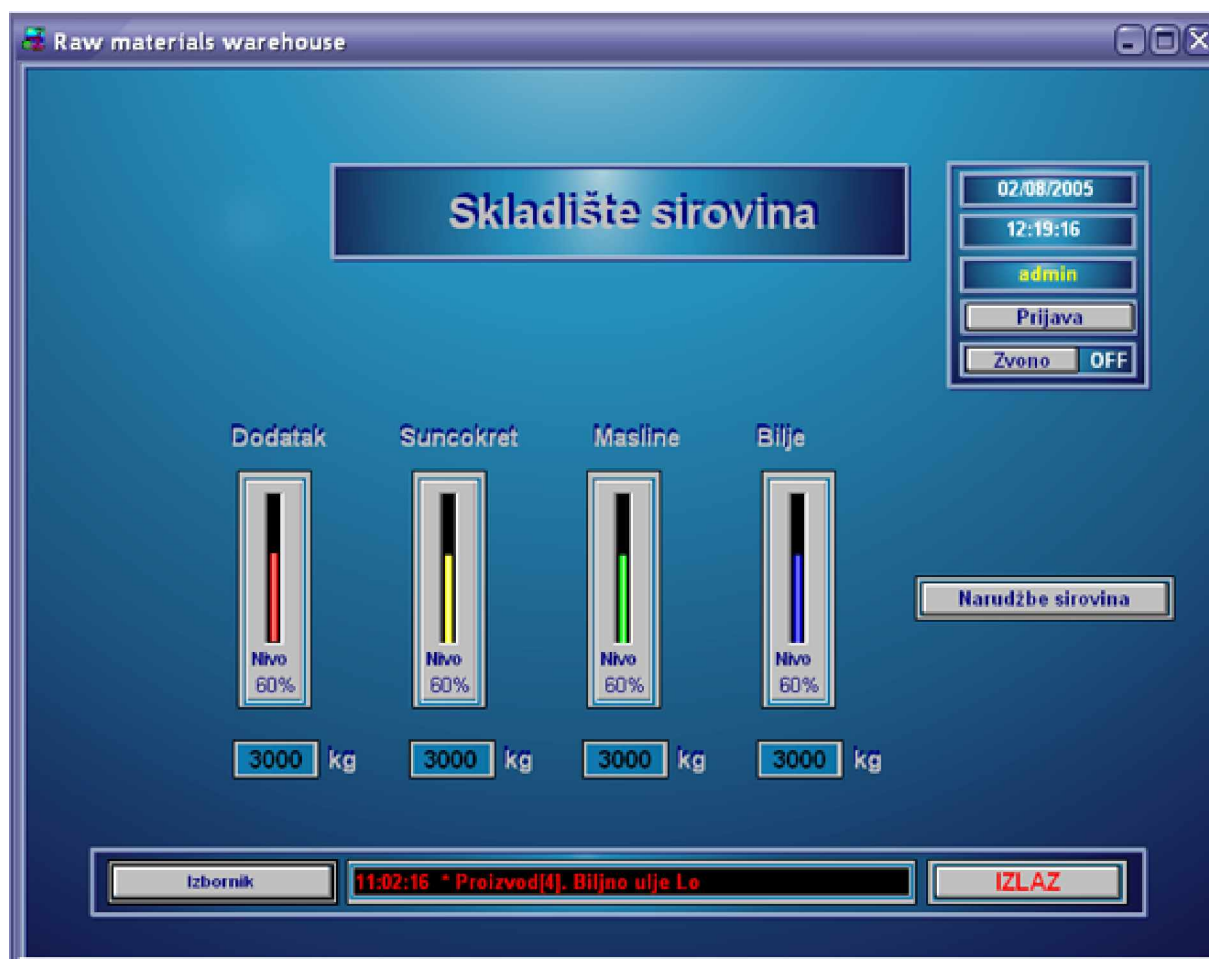 Raw materials warehouse
Skladište sirovina
02/08/2005
12:19:16
admin
Prijava
Zvono OFF
Dodatak Suncokret Masline Bilje
Nivo Nivo Nivo Nivo
60% 60% 60% 60%
Narudžbe sirovina
3000 kg 3000 kg 3000 kg 3000 kg
Izbornik 11:02:16 * Proizvod[4]. Biljno ulje Lo IZLAZ